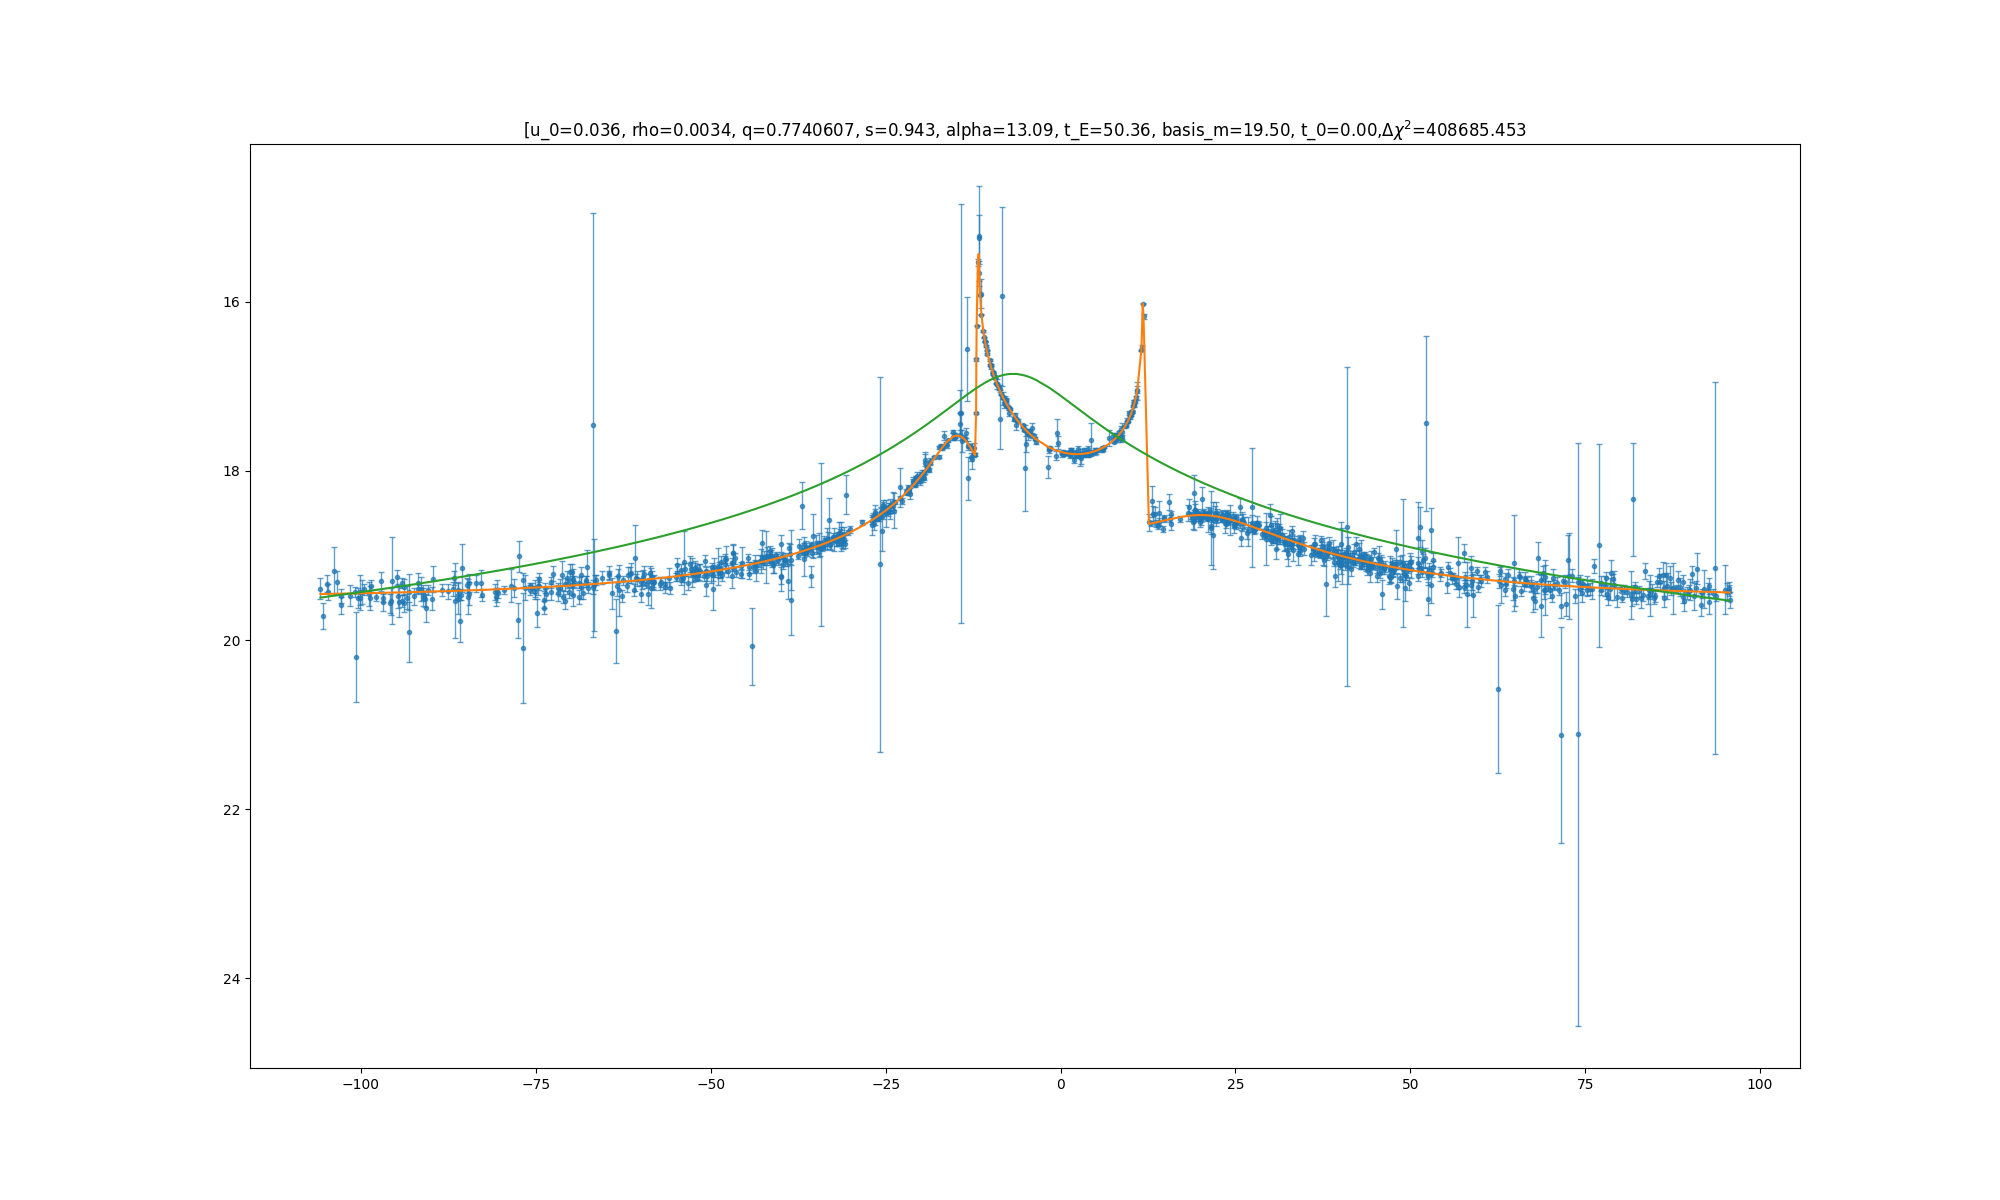 [u_0=0.036, rho=0.0034, q=0.7740607, s=0.943, alpha=13.09, t_E=50.36, basis_m=19.50, t_0=0.00,Δχ²=408685.453
16
18
20
22
24
−100 −75 −50 −25 0 25 50 75 100